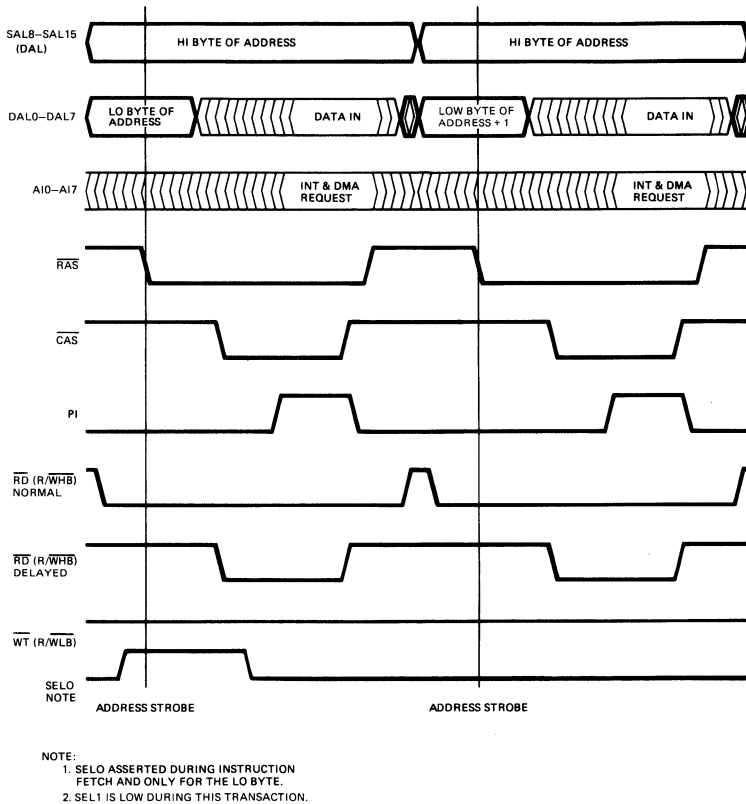 SAL8–SAL15
(DAL)
HI BYTE OF ADDRESS
HI BYTE OF ADDRESS
DAL0–DAL7
LO BYTE OF
ADDRESS
DATA IN
LOW BYTE OF
ADDRESS + 1
DATA IN
AI0–AI7
INT & DMA
REQUEST
INT & DMA
REQUEST
RAS
CAS
PI
RD (R/WHB)
NORMAL
RD (R/WHB)
DELAYED
WT (R/WLB)
SELO
NOTE
ADDRESS STROBE
ADDRESS STROBE
NOTE:
1. SELO ASSERTED DURING INSTRUCTION
FETCH AND ONLY FOR THE LO BYTE.
2. SEL1 IS LOW DURING THIS TRANSACTION.